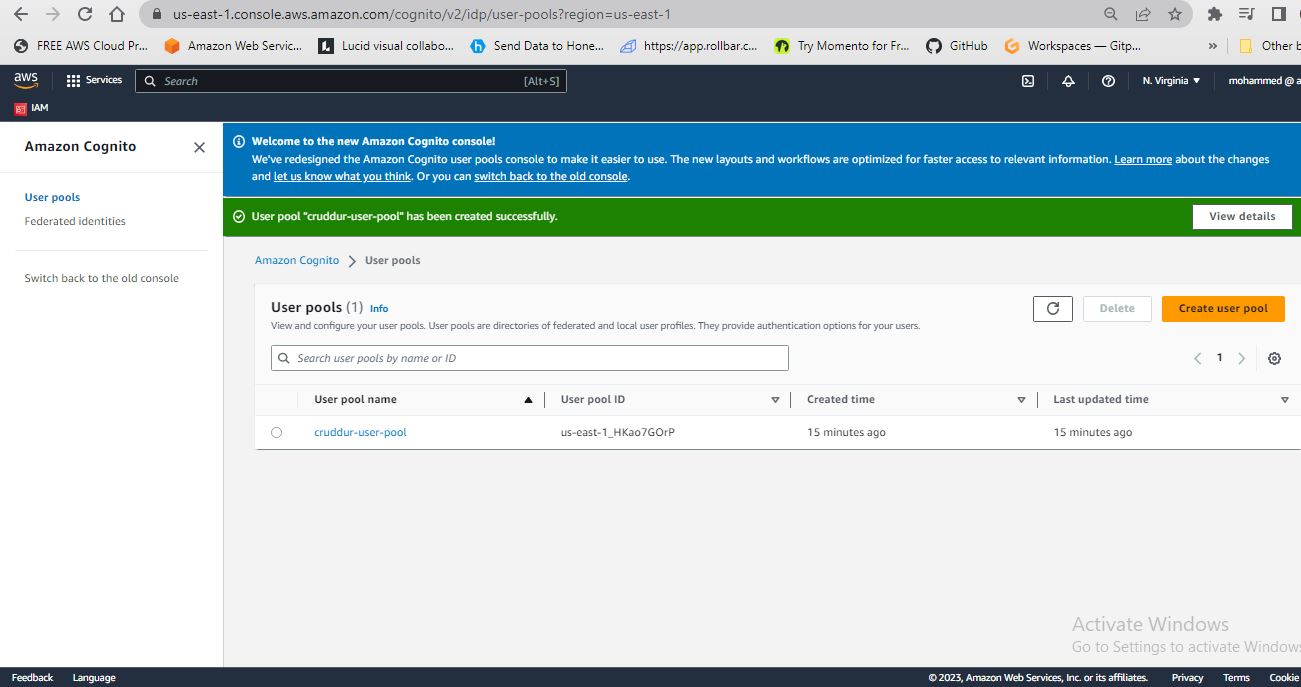 us-east-1.console.aws.amazon.com/cognito/v2/idp/user-pools?region=us-east-1
FREE AWS Cloud Pr... Amazon Web Servic... Lucid visual collabo... Send Data to Hone... https://app.rollbar.c... Try Momento for Fr... GitHub Workspaces — Gitp... » Other b
aws Services Search [Alt+S] N. Virginia mohammed @ a
IAM
Amazon Cognito
User pools
Federated identities
Switch back to the old console
Welcome to the new Amazon Cognito console!
We've redesigned the Amazon Cognito user pools console to make it easier to use. The new layouts and workflows are optimized for faster access to relevant information. Learn more about the changes
and let us know what you think. Or you can switch back to the old console.
User pool "cruddur-user-pool" has been created successfully. View details
Amazon Cognito > User pools
User pools (1) Info
View and configure your user pools. User pools are directories of federated and local user profiles. They provide authentication options for your users.
Delete Create user pool
Search user pools by name or ID
1
User pool name User pool ID Created time Last updated time
cruddur-user-pool us-east-1_HKao7GOrP 15 minutes ago 15 minutes ago
Activate Windows
Go to Settings to activate Windows
Feedback Language © 2023, Amazon Web Services, Inc. or its affiliates. Privacy Terms Cookie